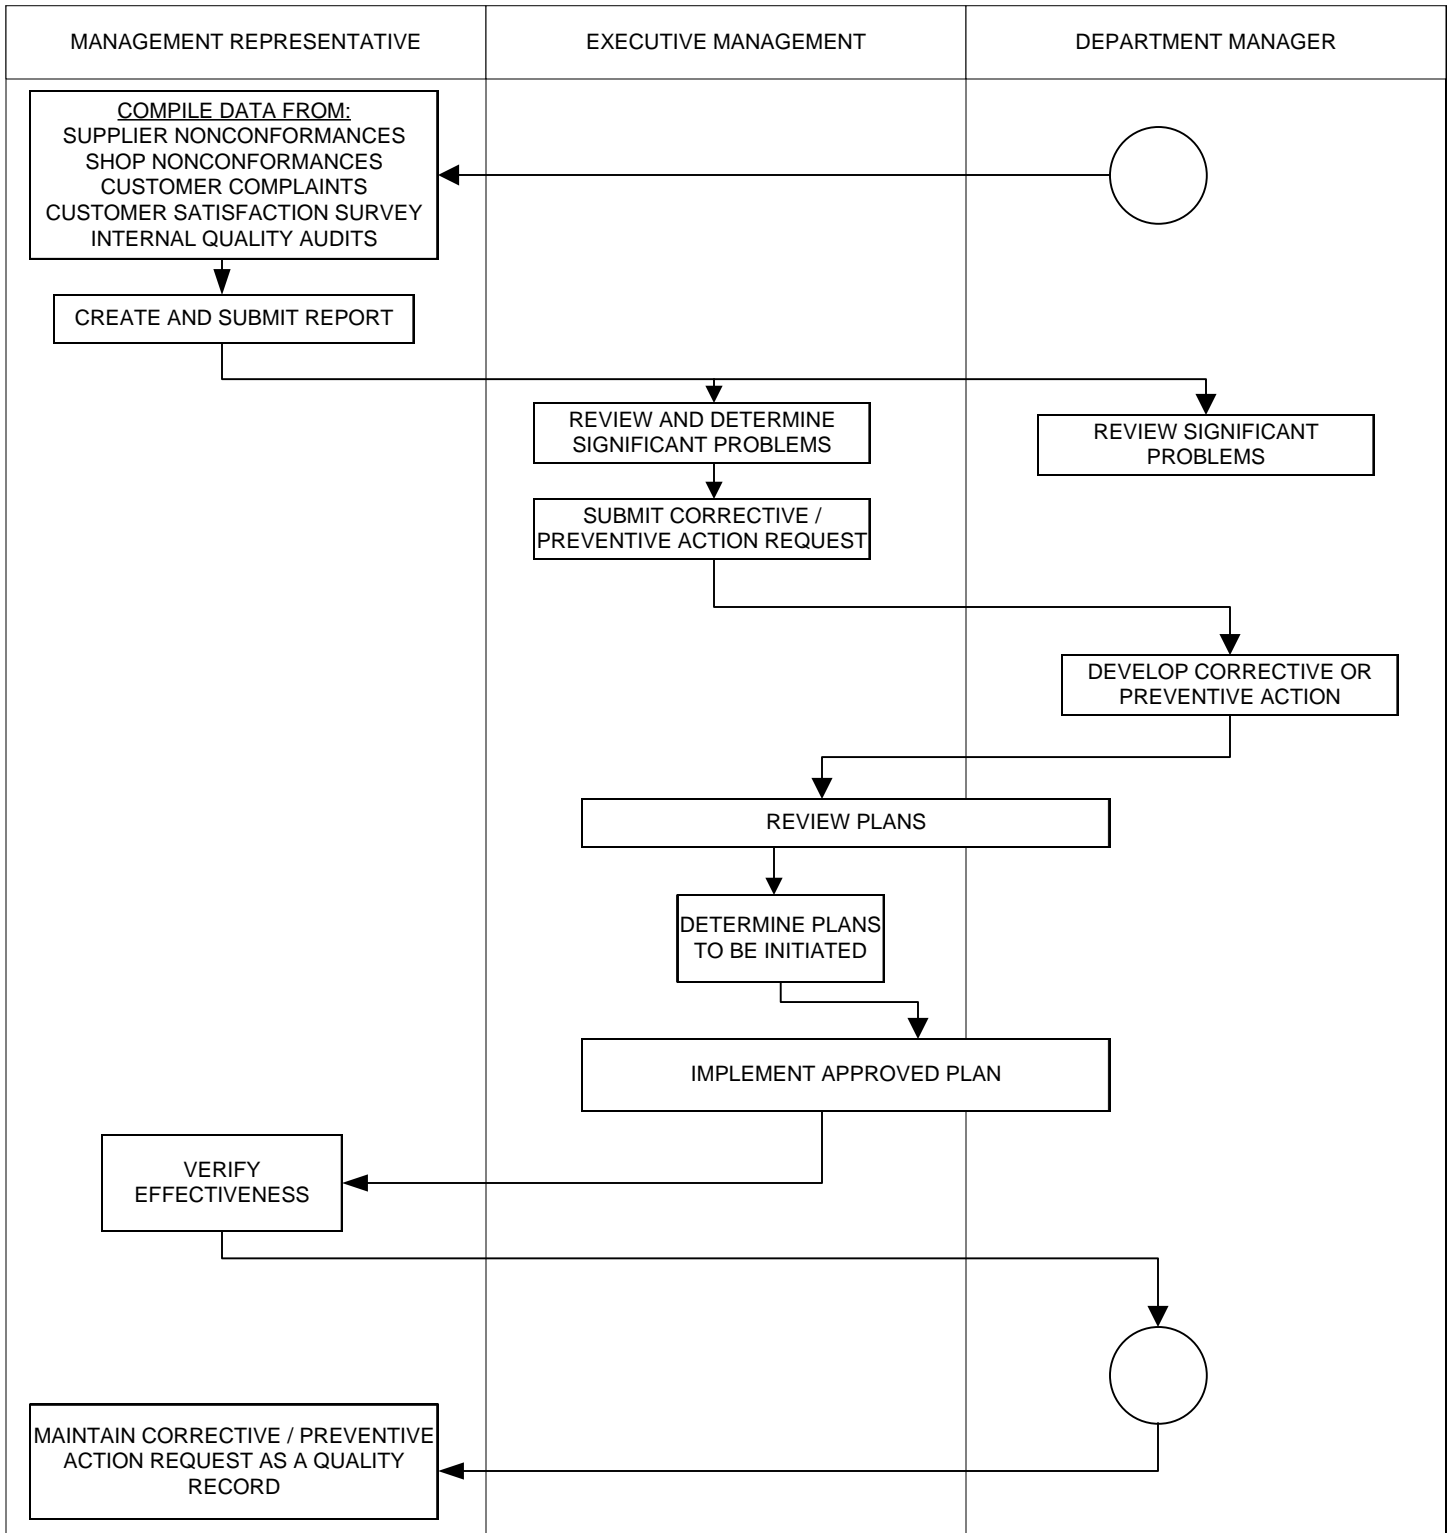 MANAGEMENT REPRESENTATIVE
EXECUTIVE MANAGEMENT
DEPARTMENT MANAGER
COMPILE DATA FROM:
SUPPLIER NONCONFORMANCES
SHOP NONCONFORMANCES
CUSTOMER COMPLAINTS
CUSTOMER SATISFACTION SURVEY
INTERNAL QUALITY AUDITS
CREATE AND SUBMIT REPORT
REVIEW AND DETERMINE
SIGNIFICANT PROBLEMS
REVIEW SIGNIFICANT
PROBLEMS
SUBMIT CORRECTIVE /
PREVENTIVE ACTION REQUEST
DEVELOP CORRECTIVE OR
PREVENTIVE ACTION
REVIEW PLANS
DETERMINE PLANS
TO BE INITIATED
IMPLEMENT APPROVED PLAN
VERIFY
EFFECTIVENESS
MAINTAIN CORRECTIVE / PREVENTIVE
ACTION REQUEST AS A QUALITY
RECORD